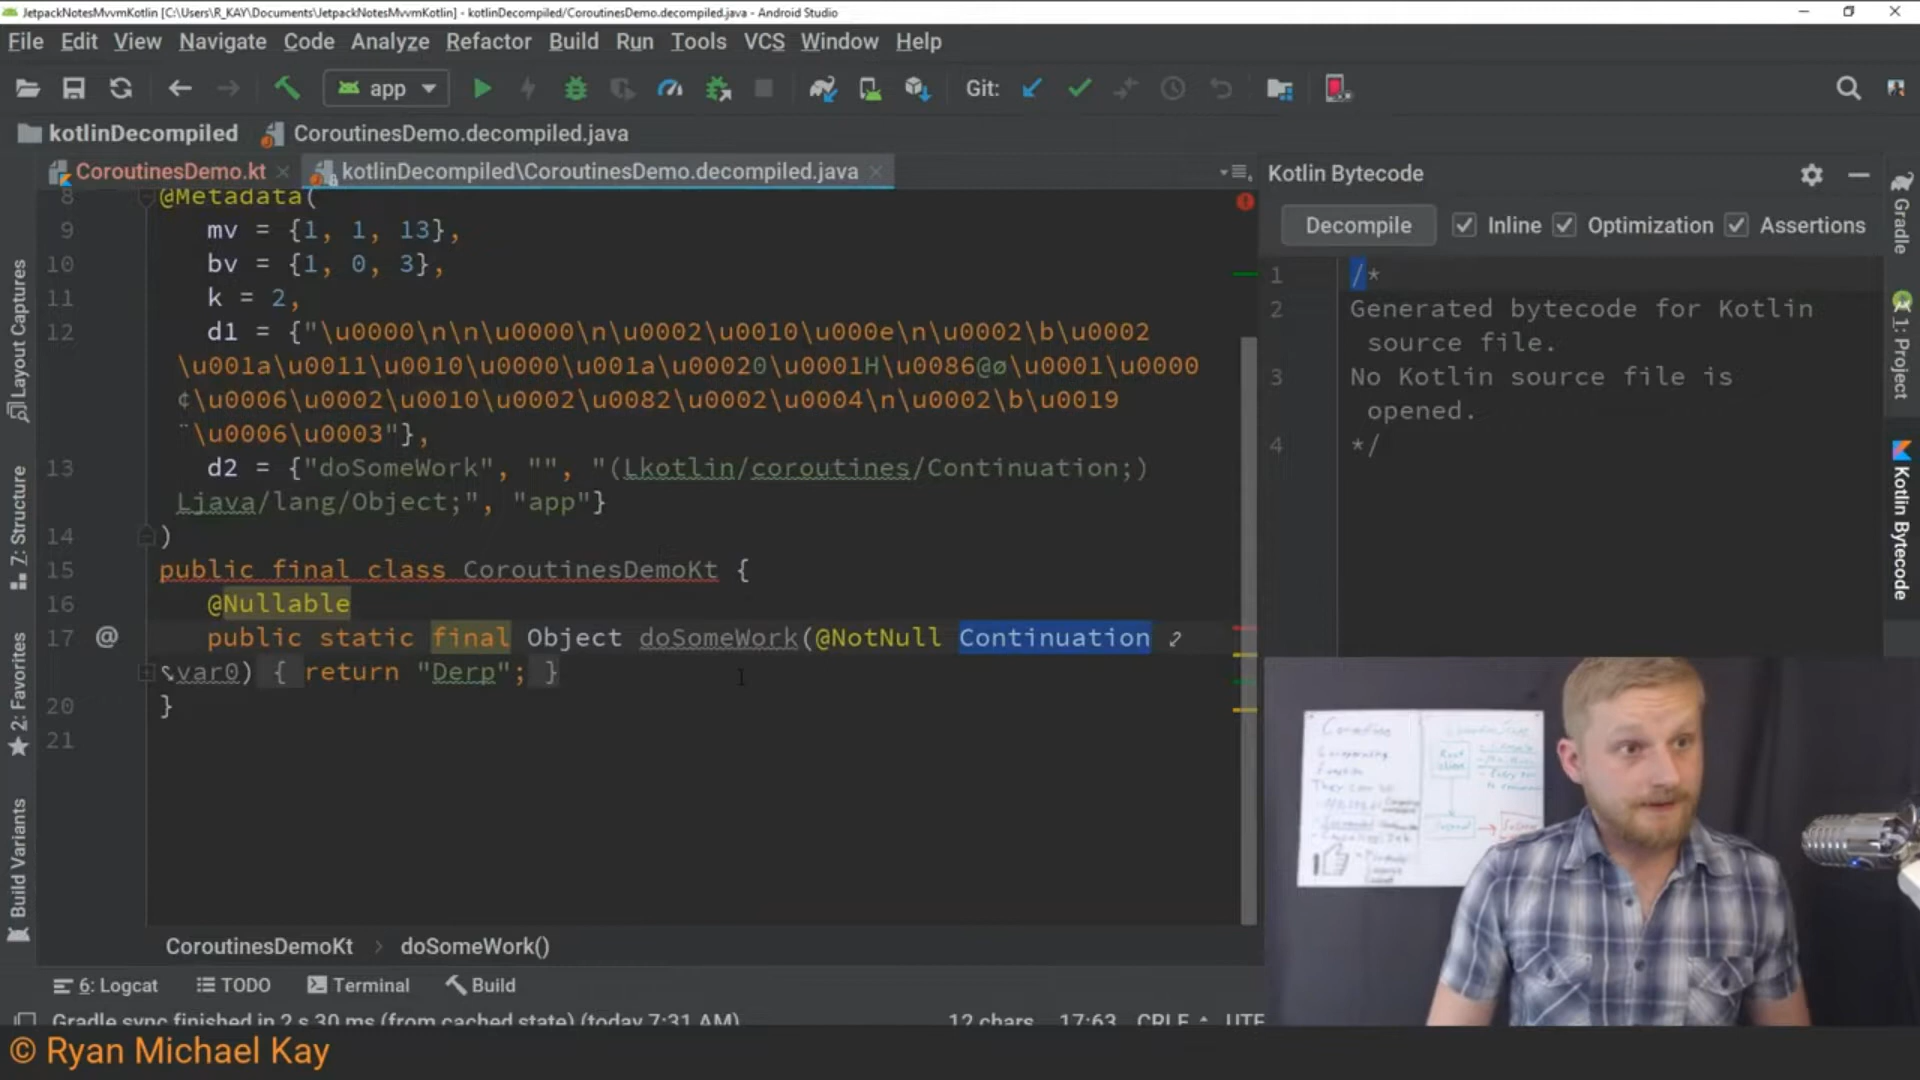 JetpackNotesMvvmKotlin [C:\Users\R_KAY\Documents\JetpackNotesMvvmKotlin] - kotlinDecompiled/CoroutinesDemo.decompiled.java - Android Studio
File Edit View Navigate Code Analyze Refactor Build Run Tools VCS Window Help
app Git:
kotlinDecompiled CoroutinesDemo.decompiled.java
CoroutinesDemo.kt kotlinDecompiled\CoroutinesDemo.decompiled.java
8 @Metadata(
9 mv = {1, 1, 13},
10 bv = {1, 0, 3},
11 k = 2,
12 d1 = {"\u0000\n\n\u0000\n\u0002\u0010\u000e\n\u0002\b\u0002
\u001a\u0011\u0010\u0000\u001a\u00020\u0001H\u0086@ø\u0001\u0000
¢\u0006\u0002\u0010\u0002\u0082\u0002\u0004\n\u0002\b\u0019
¨\u0006\u0003"},
13 d2 = {"doSomeWork", "", "(Lkotlin/coroutines/Continuation;)
Ljava/lang/Object;", "app"}
14 )
15 public final class CoroutinesDemoKt {
16 @Nullable
17 public static final Object doSomeWork(@NotNull Continuation
var0) { return "Derp"; }
20 }
21
Kotlin Bytecode
Decompile Inline Optimization Assertions
1 /*
2 Generated bytecode for Kotlin
source file.
3 No Kotlin source file is
opened.
4 */
Layout Captures
7: Structure
2: Favorites
Build Variants
Gradle
1: Project
Kotlin Bytecode
CoroutinesDemoKt › doSomeWork()
6: Logcat TODO Terminal Build
Gradle sync finished in 2 s 30 ms (from cached state) (today 7:31 AM) 12 chars 17:63 CRLF UTF
© Ryan Michael Kay